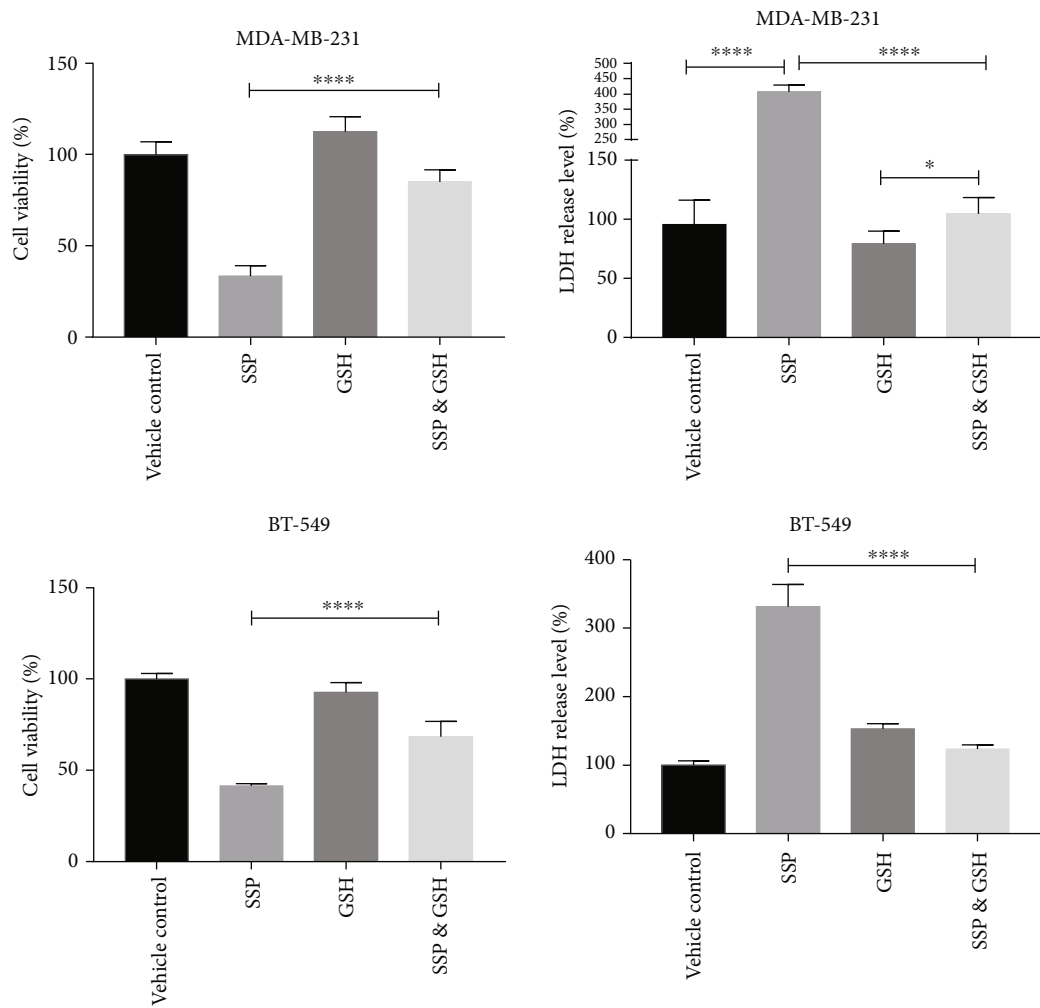 MDA-MB-231
150
100
50
0
Cell viability (%)
****
Vehicle control
SSP
GSH
SSP & GSH
MDA-MB-231
500
450
400
350
300
250
150
100
50
0
LDH release level (%)
****
****
*
Vehicle control
SSP
GSH
SSP & GSH
BT-549
150
100
50
0
Cell viability (%)
****
Vehicle control
SSP
GSH
SSP & GSH
BT-549
400
300
200
100
0
LDH release level (%)
****
Vehicle control
SSP
GSH
SSP & GSH